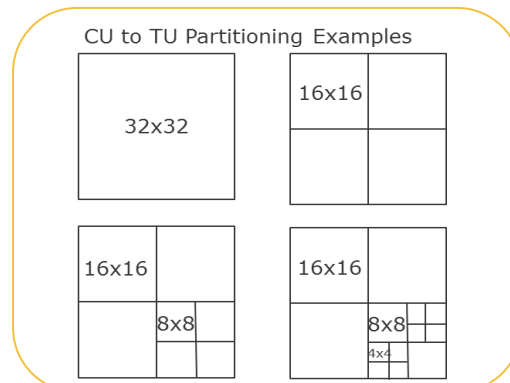 CU to TU Partitioning Examples
32x32
16x16
16x16
8x8
16x16
8x8
4x4